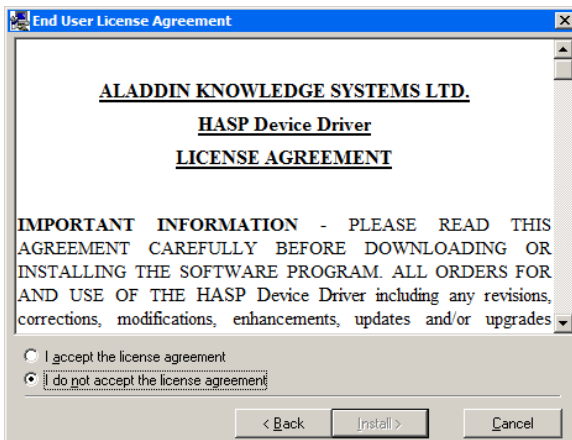 End User License Agreement
ALADDIN KNOWLEDGE SYSTEMS LTD.
HASP Device Driver
LICENSE AGREEMENT
IMPORTANT INFORMATION - PLEASE READ THIS
AGREEMENT CAREFULLY BEFORE DOWNLOADING OR
INSTALLING THE SOFTWARE PROGRAM. ALL ORDERS FOR
AND USE OF THE HASP Device Driver including any revisions,
corrections, modifications, enhancements, updates and/or upgrades
I accept the license agreement
I do not accept the license agreement
< Back Install > Cancel